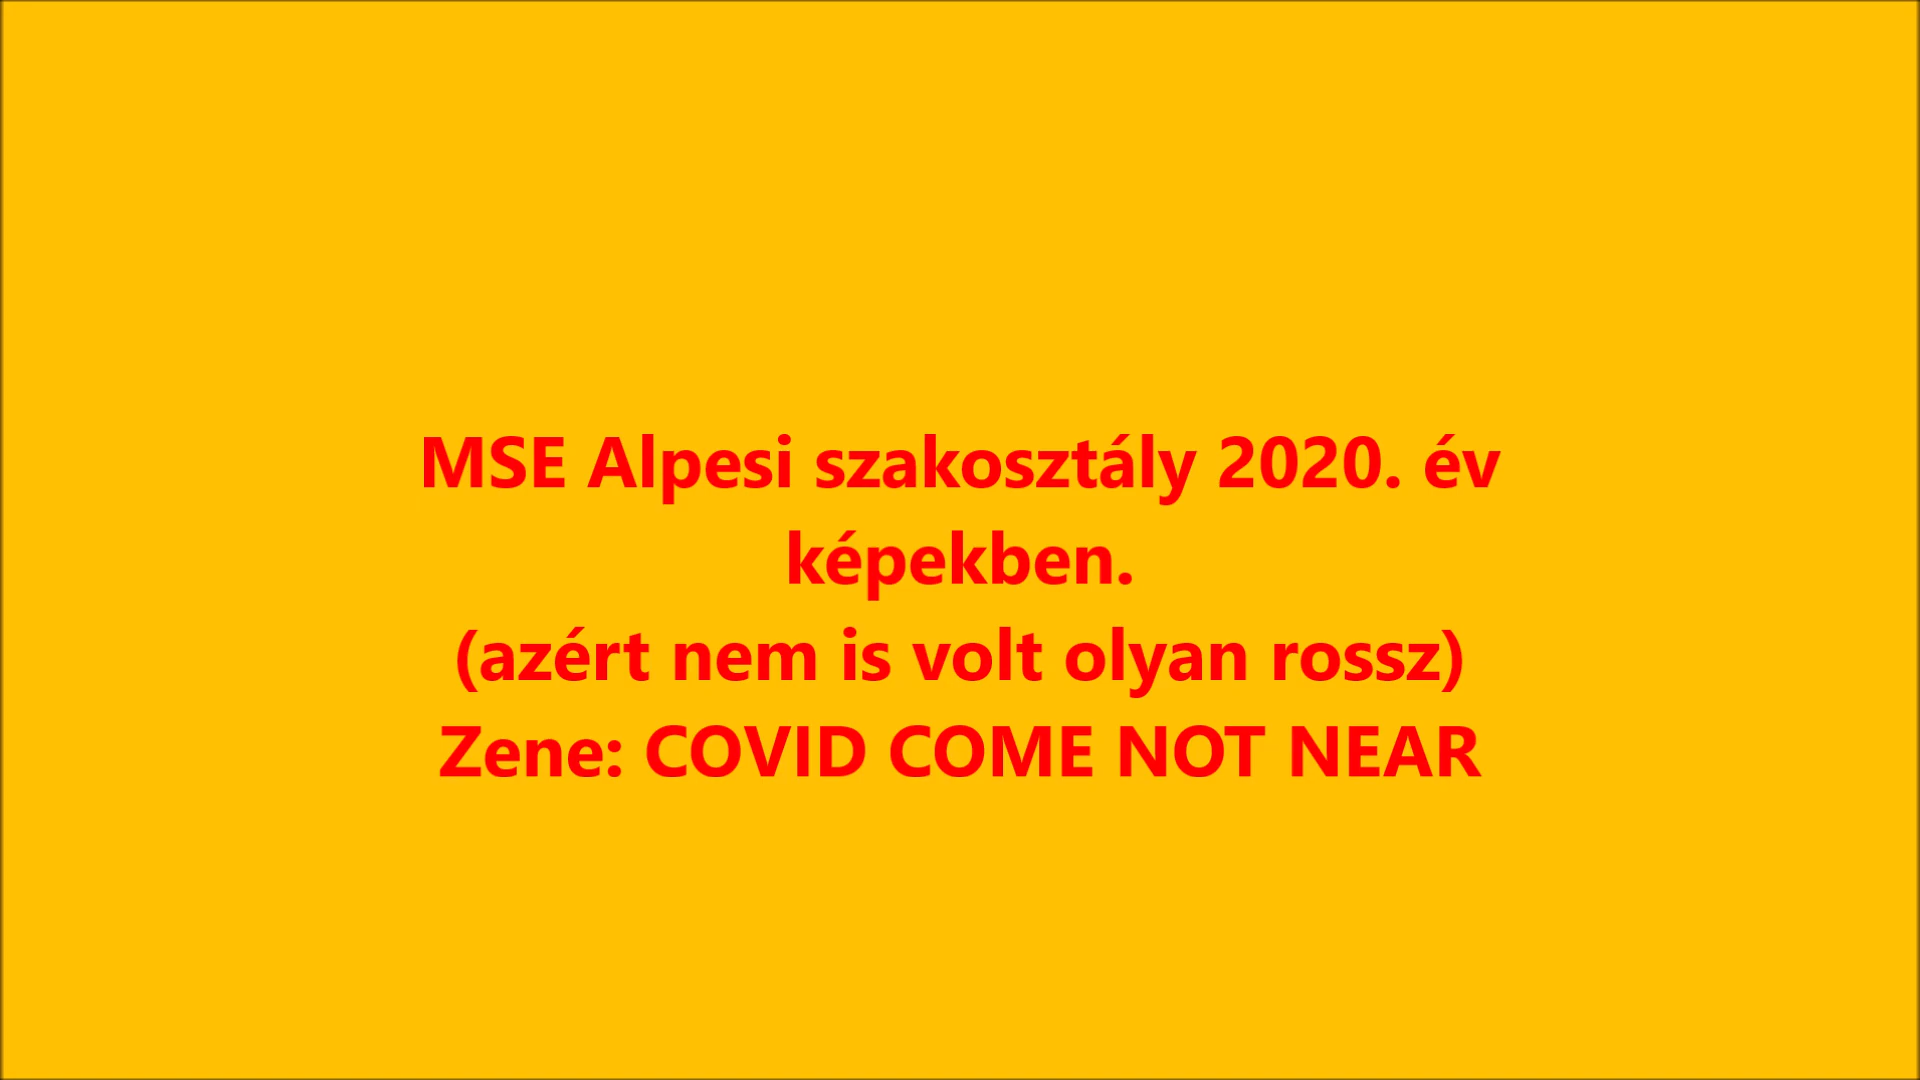 MSE Alpesi szakosztály 2020. év
képekben.
(azért nem is volt olyan rossz)
Zene: COVID COME NOT NEAR